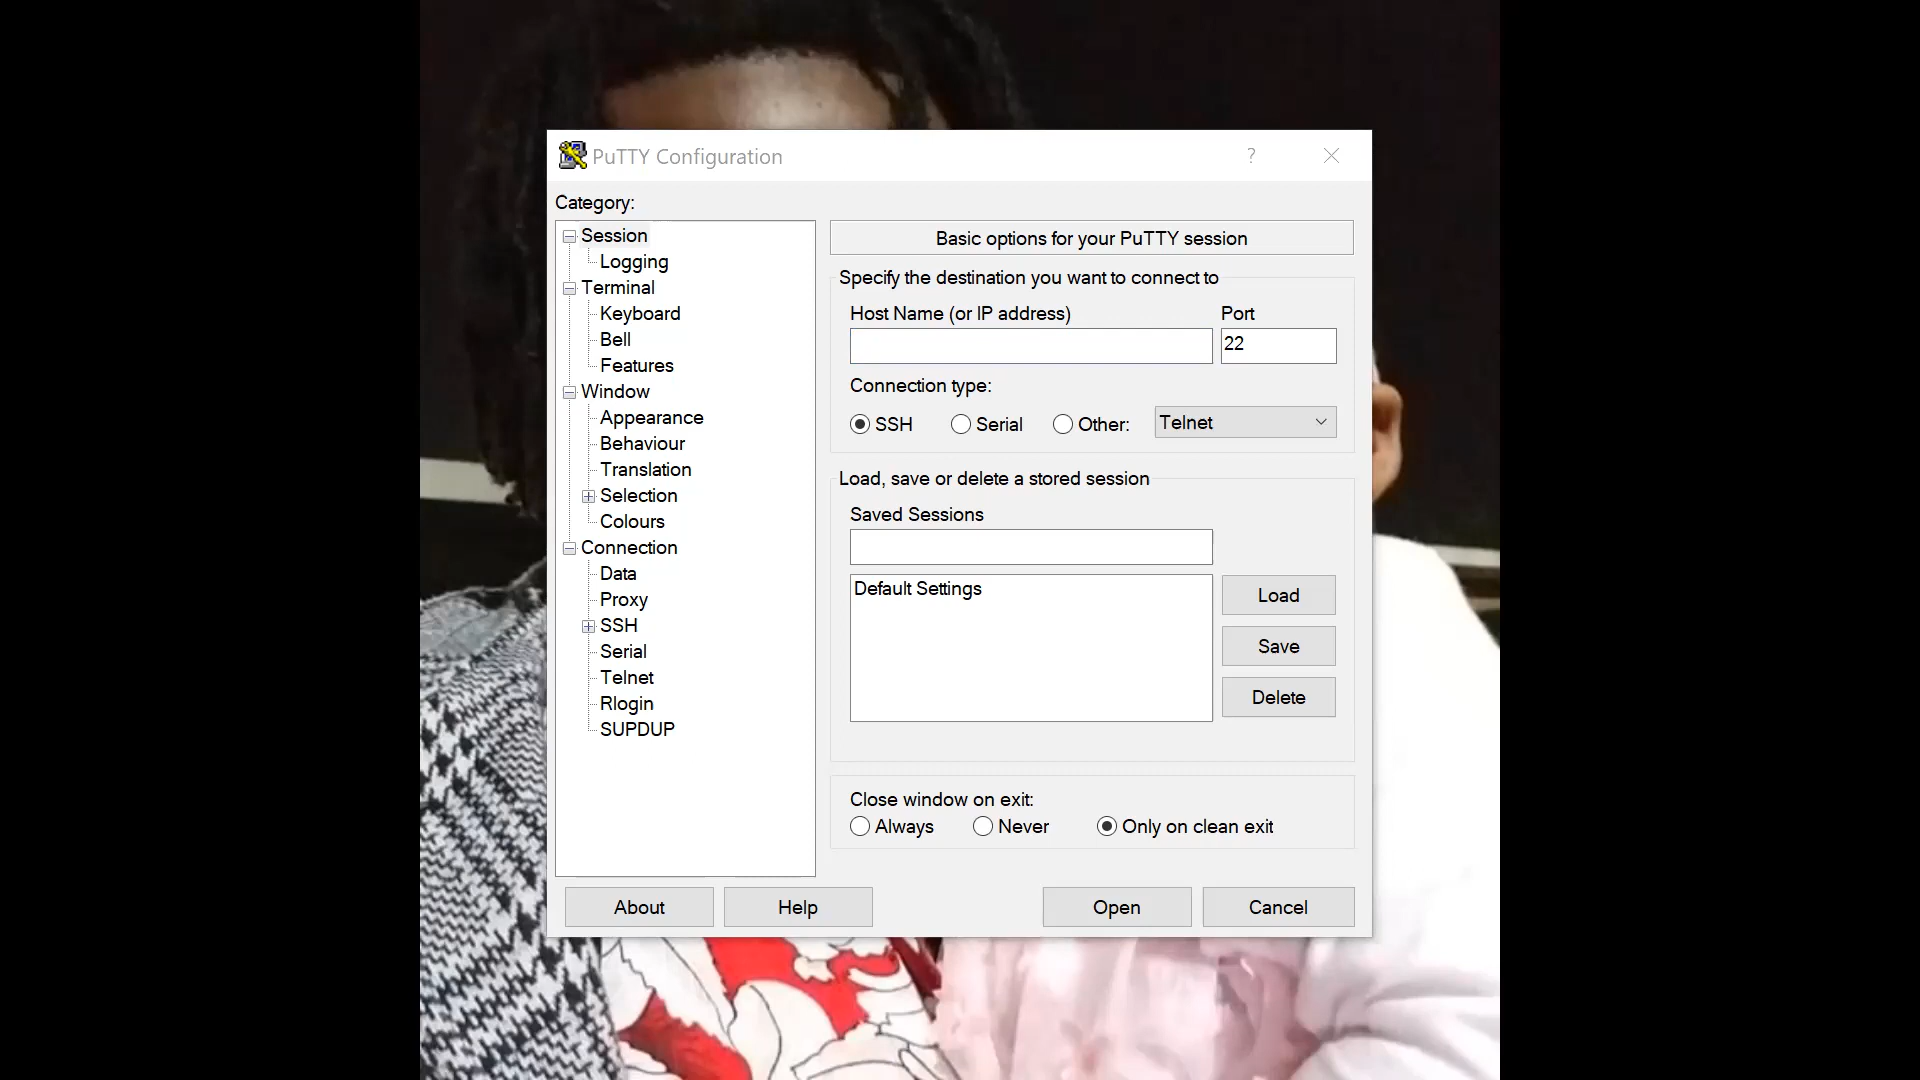 PuTTY Configuration
?
Category:
Session
Logging
Terminal
Keyboard
Bell
Features
Window
Appearance
Behaviour
Translation
Selection
Colours
Connection
Data
Proxy
SSH
Serial
Telnet
Rlogin
SUPDUP
Basic options for your PuTTY session
Specify the destination you want to connect to
Host Name (or IP address) Port
22
Connection type:
SSH Serial Other: Telnet
Load, save or delete a stored session
Saved Sessions
Default Settings
Load
Save
Delete
Close window on exit:
Always Never Only on clean exit
About Help Open Cancel